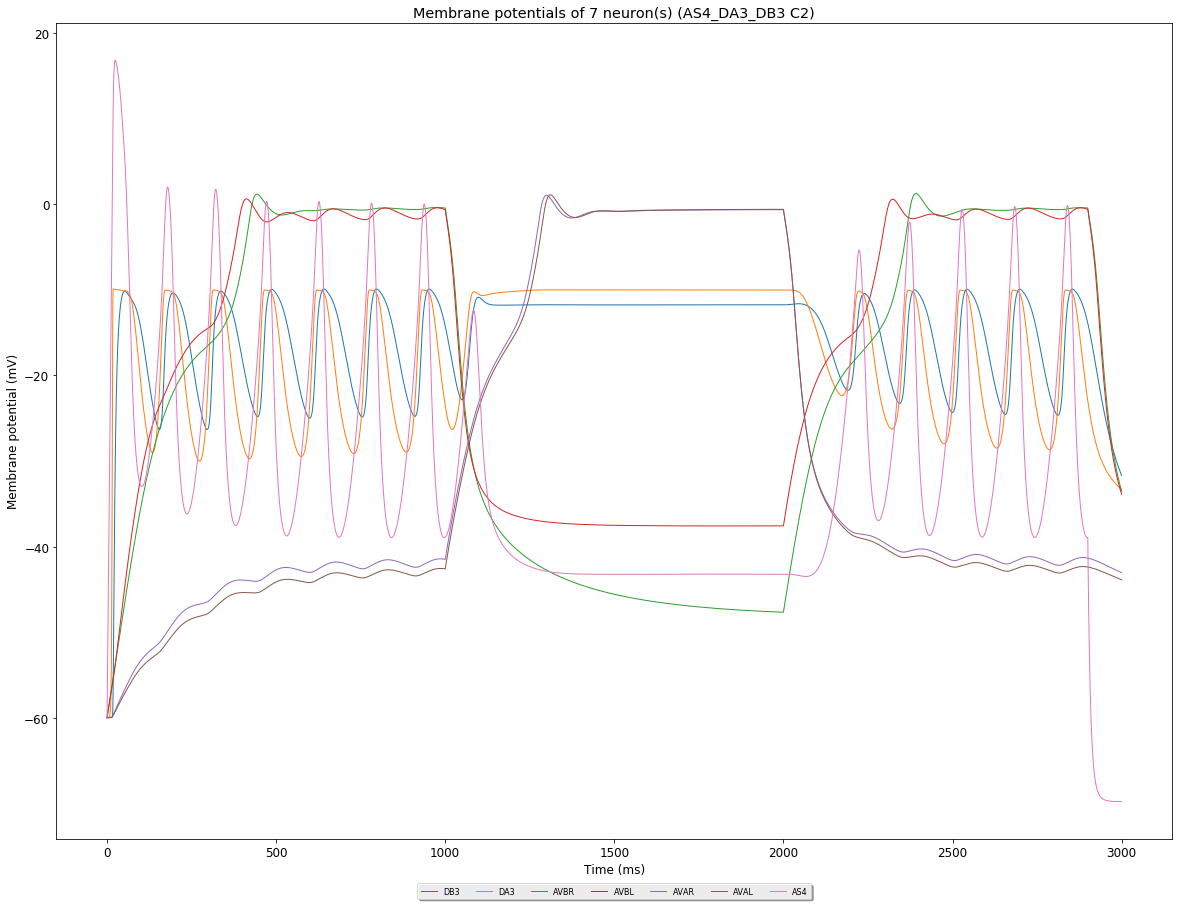 Membrane potentials of 7 neuron(s) (AS4_DA3_DB3 C2)
20
0
−20
−40
−60
Membrane potential (mV)
0 500 1000 1500 2000 2500 3000
Time (ms)
DB3 DA3 AVBR AVBL AVAR AVAL AS4